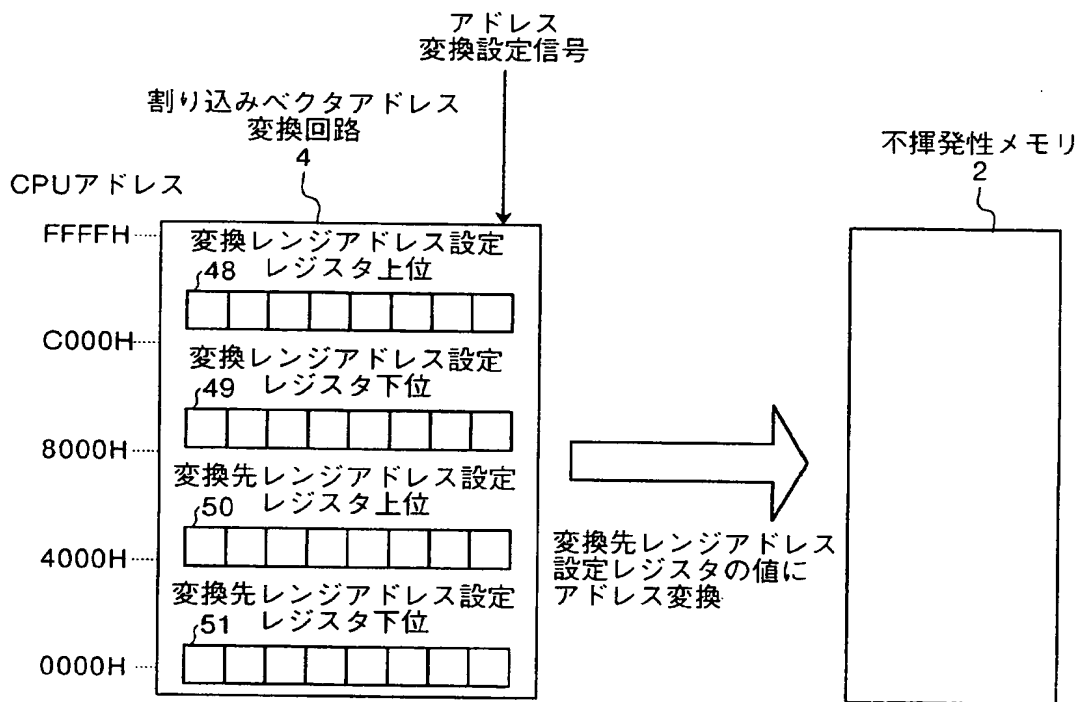 アドレス
変換設定信号
割り込みベクタアドレス
変換回路
4
不揮発性メモリ
2
CPUアドレス
FFFFH
変換レンジアドレス設定
48 レジスタ上位
C000H
変換レンジアドレス設定
49 レジスタ下位
8000H
変換先レンジアドレス設定
50 レジスタ上位
4000H
変換先レンジアドレス設定
51 レジスタ下位
0000H
変換先レンジアドレス
設定レジスタの値に
アドレス変換